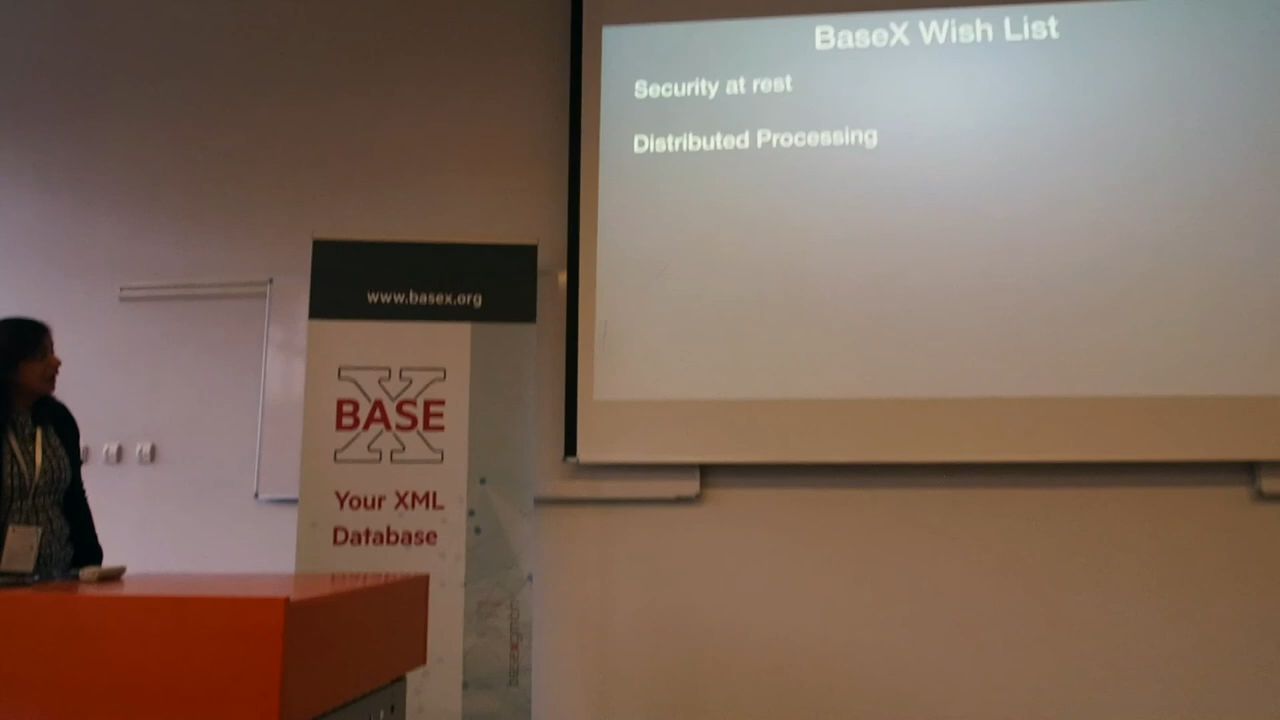 BaseX Wish List
Security at rest
Distributed Processing
www.basex.org
BASE
X
Your XML
Database